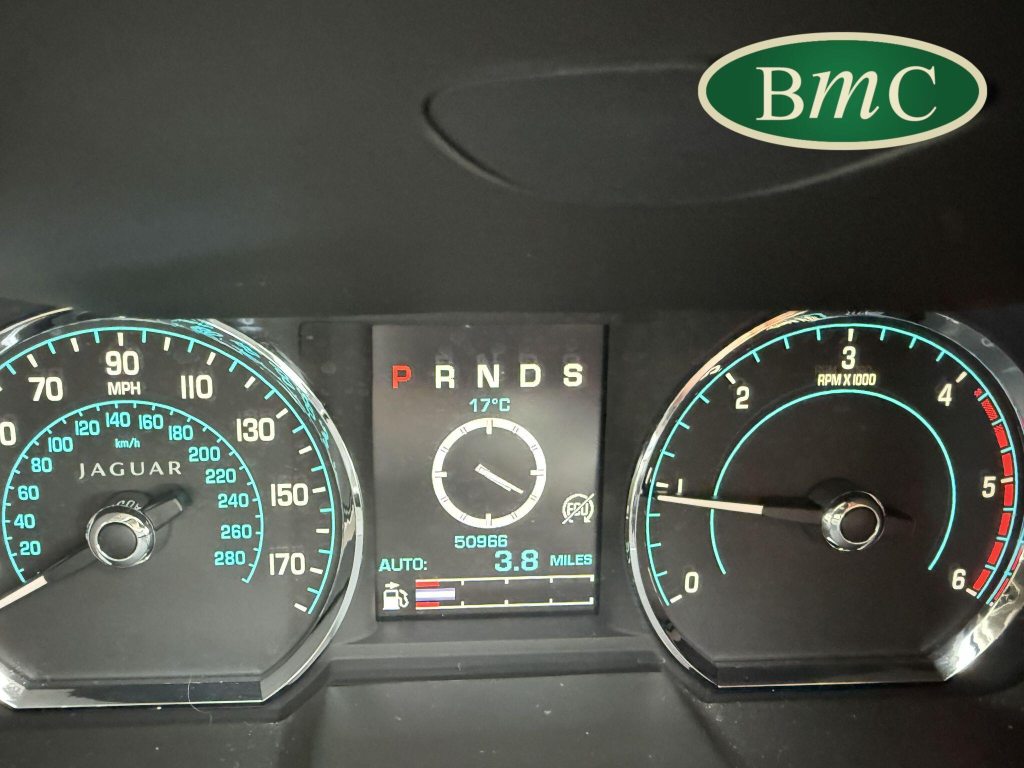 BmC
70 90 110 130 150 170
MPH
20 40 60 80 100 120 140 160 180 200 220 240 260 280
km/h
JAGUAR
P R N D S
17°C
ECO
50966
AUTO: 3.8 MILES
0 1 2 3 4 5 6
RPM X 1000